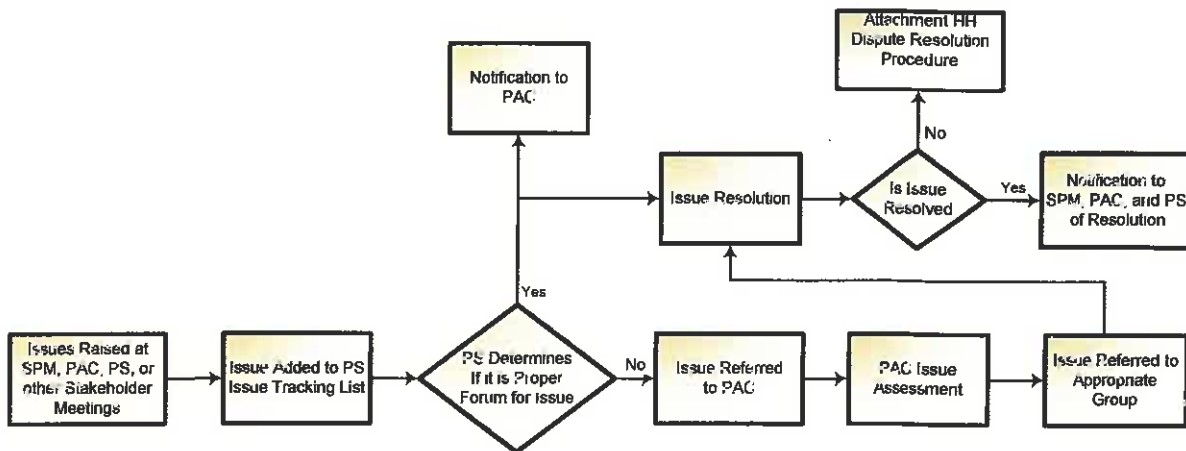 Attachment HH
Dispute Resolution
Procedure
Notification to
PAC
No
Issue Resolution
Is Issue
Resolved
Yes
Notification to
SPM, PAC, and PS
of Resolution
Yes
Issues Raised at
SPM, PAC, PS, or
other Stakeholder
Meetings
Issue Added to PS
Issue Tracking List
PS Determines
If it is Proper
Forum for Issue
No
Issue Referred
to PAC
PAC Issue
Assessment
Issue Referred to
Appropriate
Group